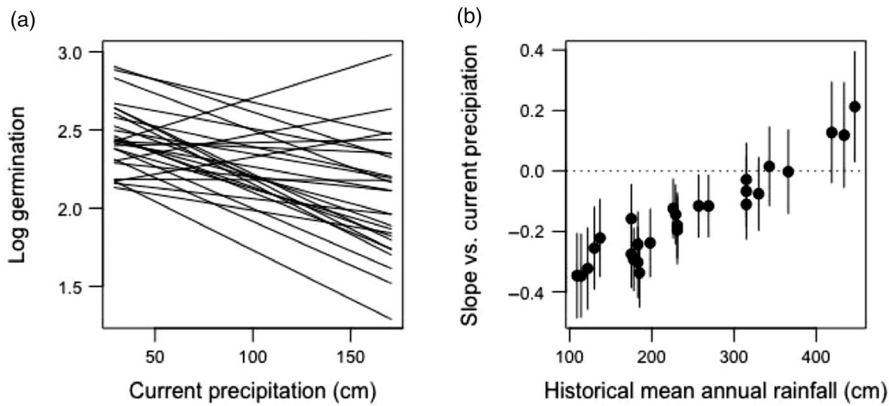 (a)
3.0
2.5
2.0
1.5
Log germination
50
100
150
Current precipitation (cm)
(b)
0.4
0.2
0.0
−0.2
−0.4
Slope vs. current precipiation
100
200
300
400
Historical mean annual rainfall (cm)